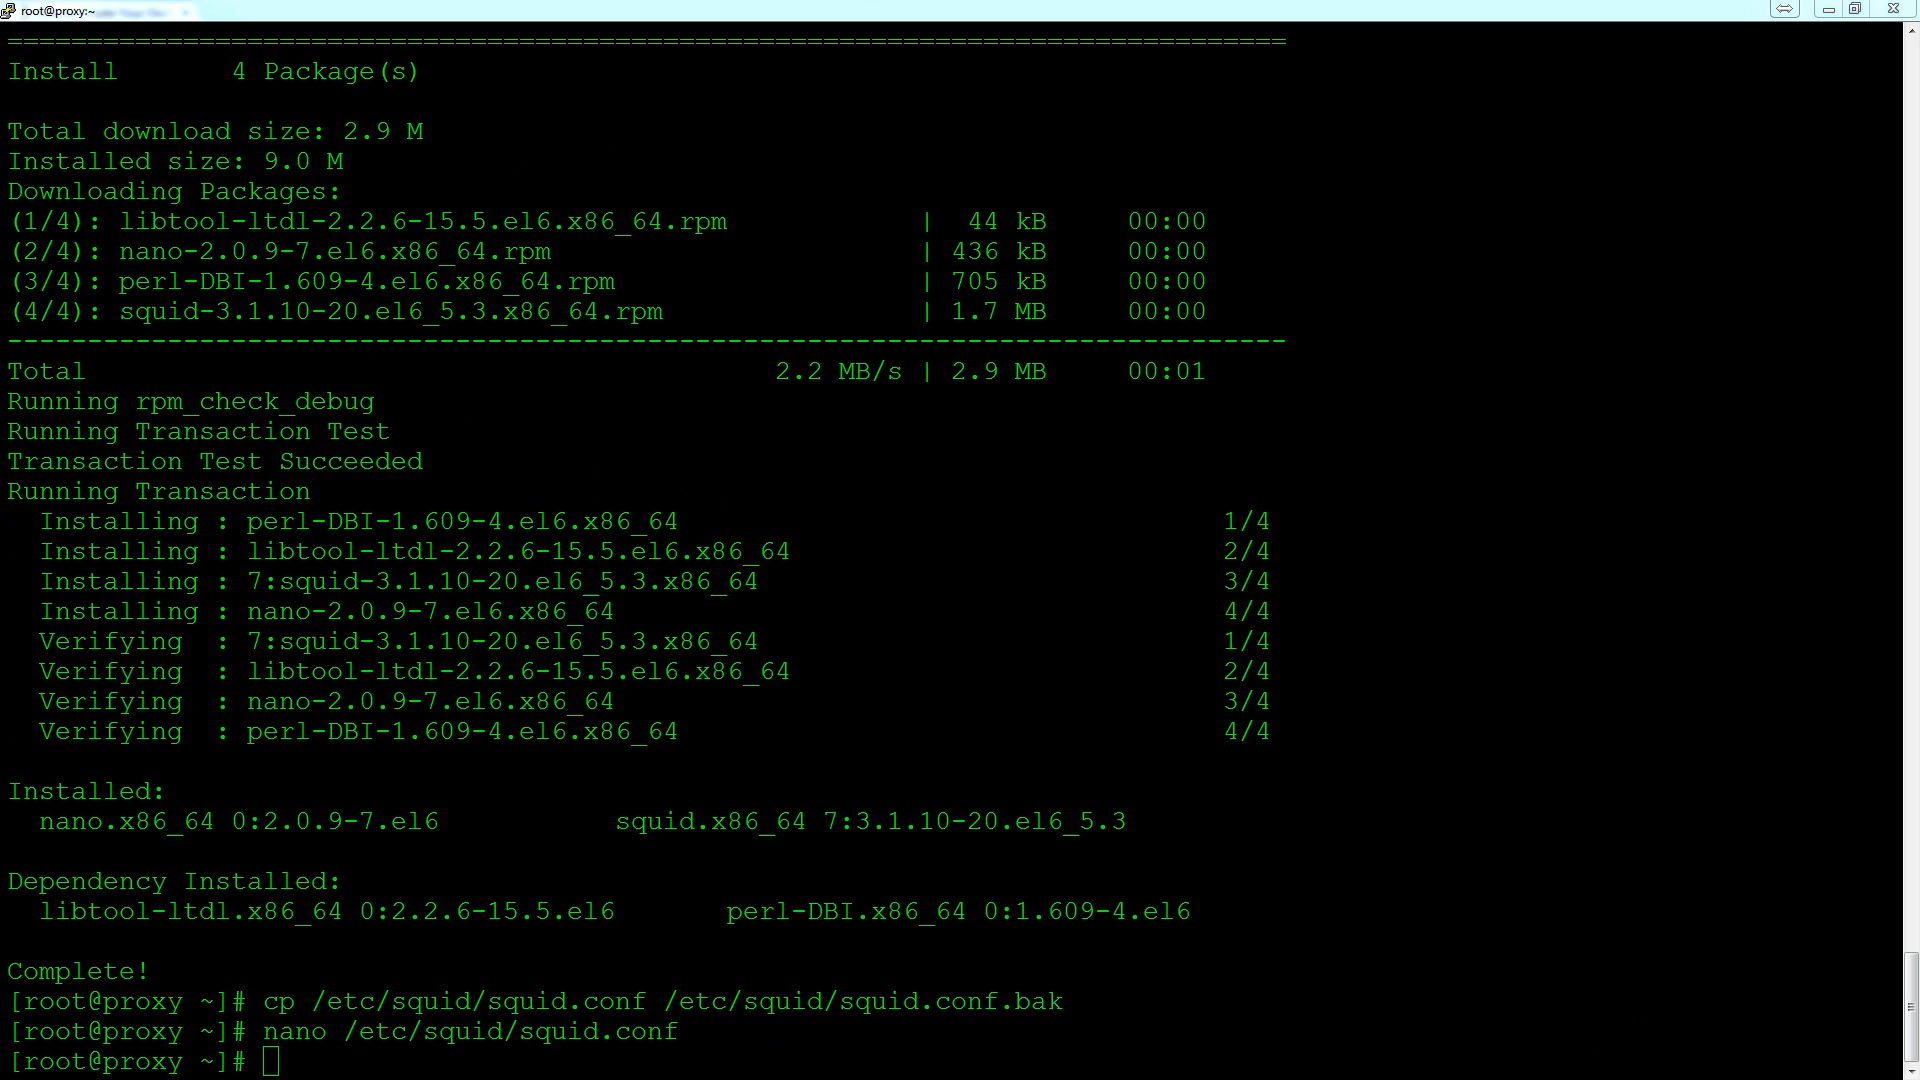 root@proxy:~
================================================================================
Install       4 Package(s)
Total download size: 2.9 M
Installed size: 9.0 M
Downloading Packages:
(1/4): libtool-ltdl-2.2.6-15.5.el6.x86_64.rpm            |  44 kB     00:00
(2/4): nano-2.0.9-7.el6.x86_64.rpm                       | 436 kB     00:00
(3/4): perl-DBI-1.609-4.el6.x86_64.rpm                   | 705 kB     00:00
(4/4): squid-3.1.10-20.el6_5.3.x86_64.rpm                | 1.7 MB     00:00
--------------------------------------------------------------------------------
Total                                           2.2 MB/s | 2.9 MB     00:01
Running rpm_check_debug
Running Transaction Test
Transaction Test Succeeded
Running Transaction
  Installing : perl-DBI-1.609-4.el6.x86_64                                  1/4
  Installing : libtool-ltdl-2.2.6-15.5.el6.x86_64                           2/4
  Installing : 7:squid-3.1.10-20.el6_5.3.x86_64                             3/4
  Installing : nano-2.0.9-7.el6.x86_64                                      4/4
  Verifying  : 7:squid-3.1.10-20.el6_5.3.x86_64                             1/4
  Verifying  : libtool-ltdl-2.2.6-15.5.el6.x86_64                           2/4
  Verifying  : nano-2.0.9-7.el6.x86_64                                      3/4
  Verifying  : perl-DBI-1.609-4.el6.x86_64                                  4/4
Installed:
  nano.x86_64 0:2.0.9-7.el6           squid.x86_64 7:3.1.10-20.el6_5.3
Dependency Installed:
  libtool-ltdl.x86_64 0:2.2.6-15.5.el6       perl-DBI.x86_64 0:1.609-4.el6
Complete!
[root@proxy ~]# cp /etc/squid/squid.conf /etc/squid/squid.conf.bak
[root@proxy ~]# nano /etc/squid/squid.conf
[root@proxy ~]#